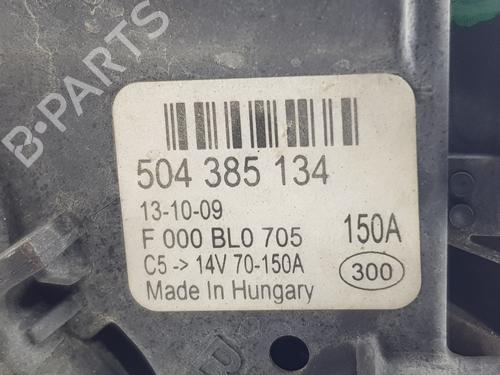 B-PARTS
504 385 134
13-10-09
F 000 BL0 705
150A
C5 -> 14V 70-150A
300
Made In Hungary